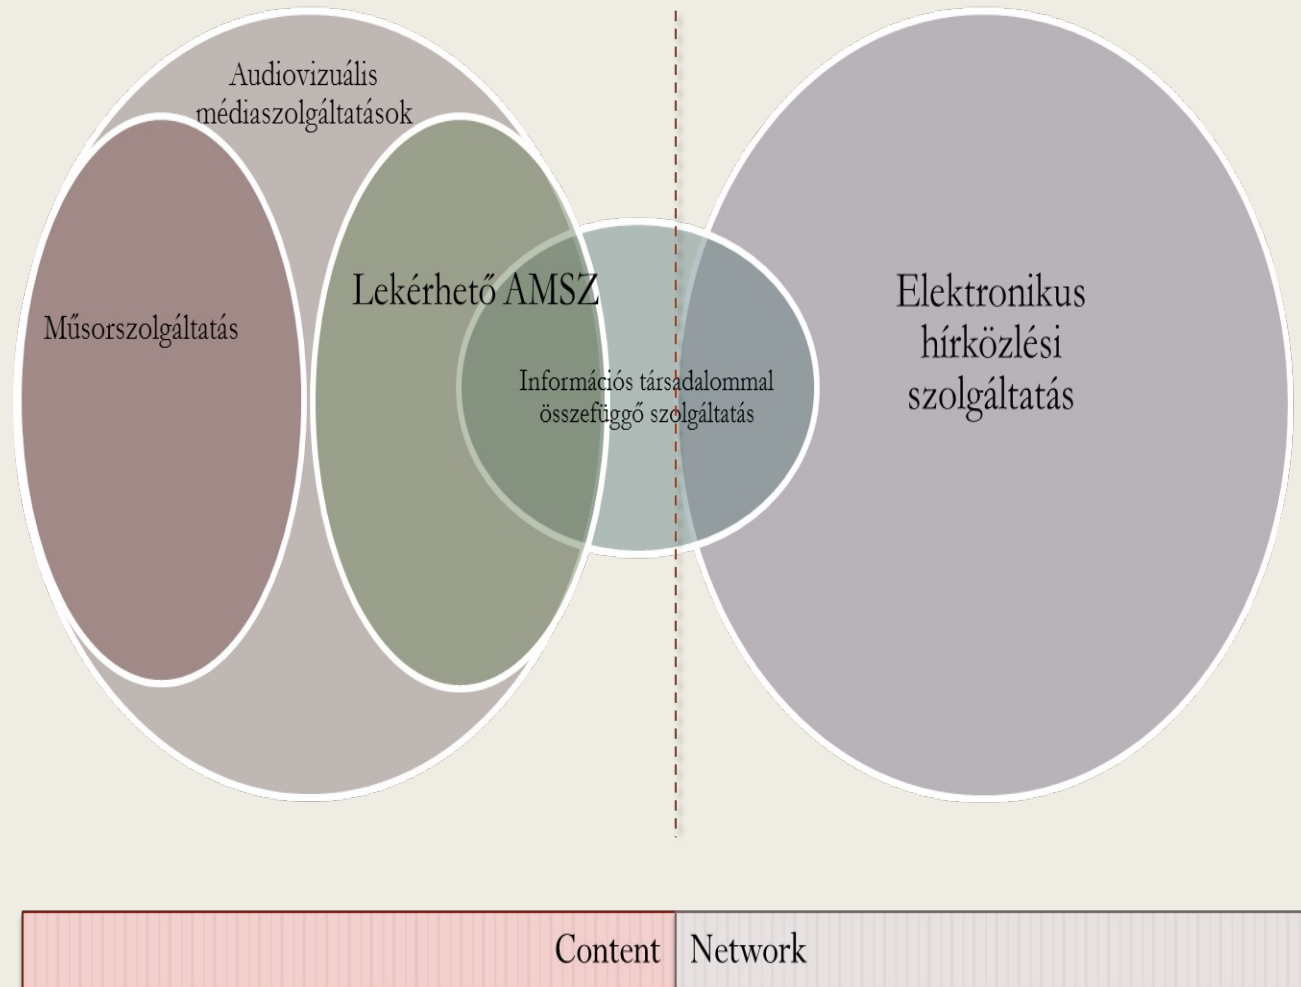 Audiovizuális
médiaszolgáltatások
Műsorszolgáltatás
Lekérhető AMSZ
Információs társadalommal
összefüggő szolgáltatás
Elektronikus
hírközlési
szolgáltatás
Content
Network